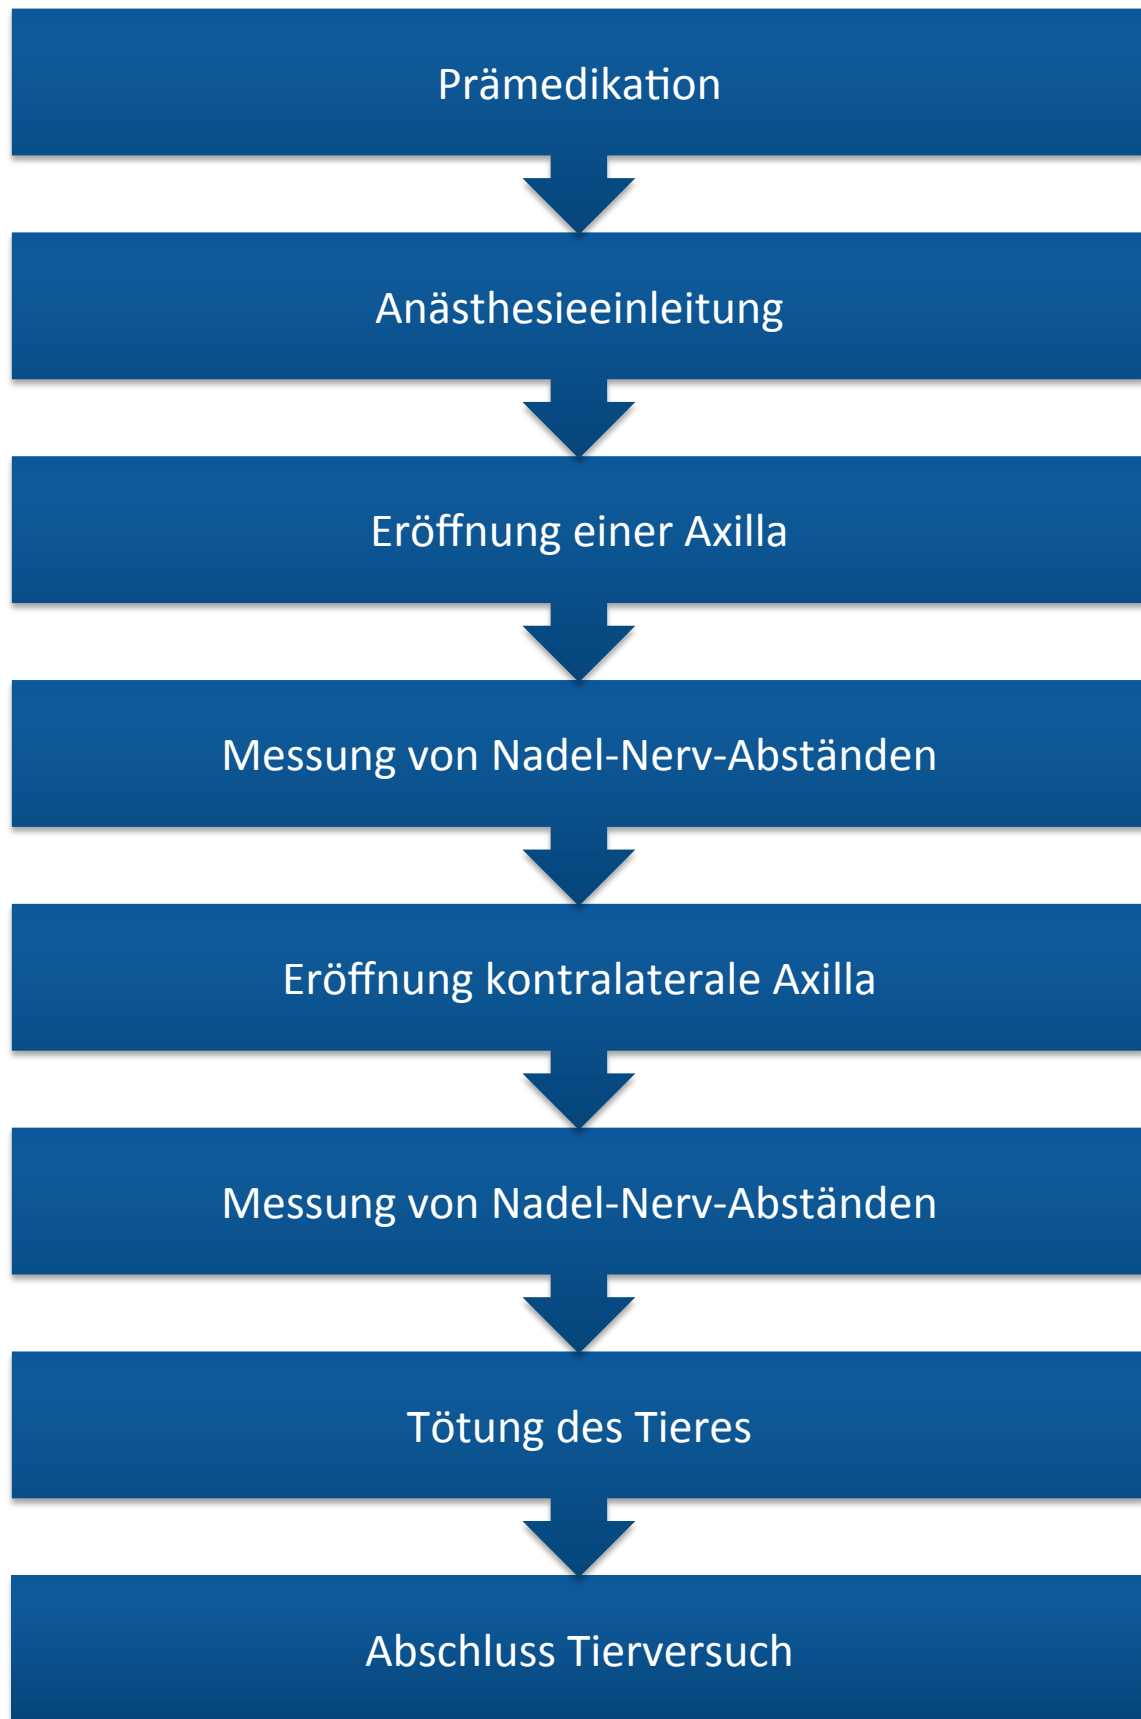 Prämedikation
Anästhesieeinleitung
Eröffnung einer Axilla
Messung von Nadel-Nerv-Abständen
Eröffnung kontralaterale Axilla
Messung von Nadel-Nerv-Abständen
Tötung des Tieres
Abschluss Tierversuch